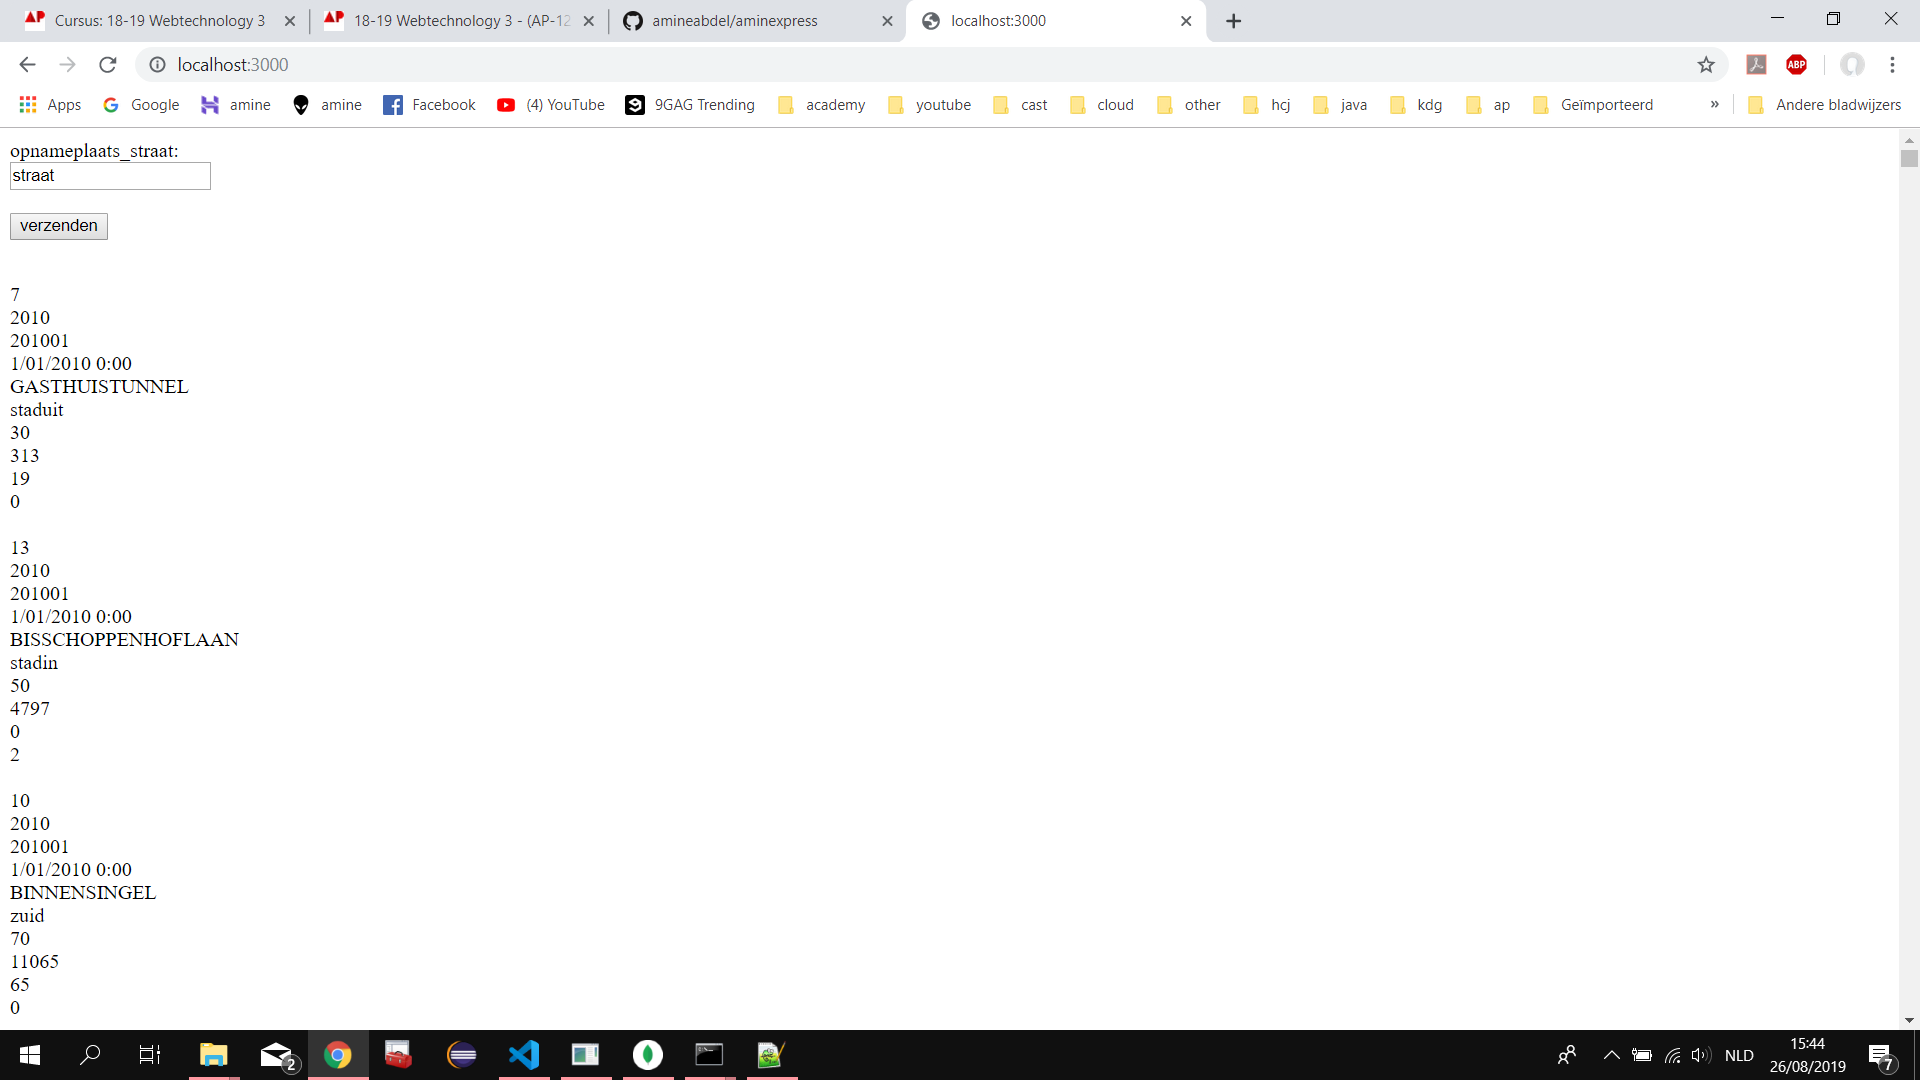 Cursus: 18-19 Webtechnology 3
18-19 Webtechnology 3 - (AP-12
amineabdel/aminexpress
localhost:3000
localhost:3000
ABP
Apps
Google
amine
amine
Facebook
(4) YouTube
9GAG Trending
academy
youtube
cast
cloud
other
hcj
java
kdg
ap
Geïmporteerd
»
Andere bladwijzers
opnameplaats_straat:
straat
verzenden
7
2010
201001
1/01/2010 0:00
GASTHUISTUNNEL
staduit
30
313
19
0
13
2010
201001
1/01/2010 0:00
BISSCHOPPENHOFLAAN
stadin
50
4797
0
2
10
2010
201001
1/01/2010 0:00
BINNENSINGEL
zuid
70
11065
65
0
2
NLD
15:44
26/08/2019
7